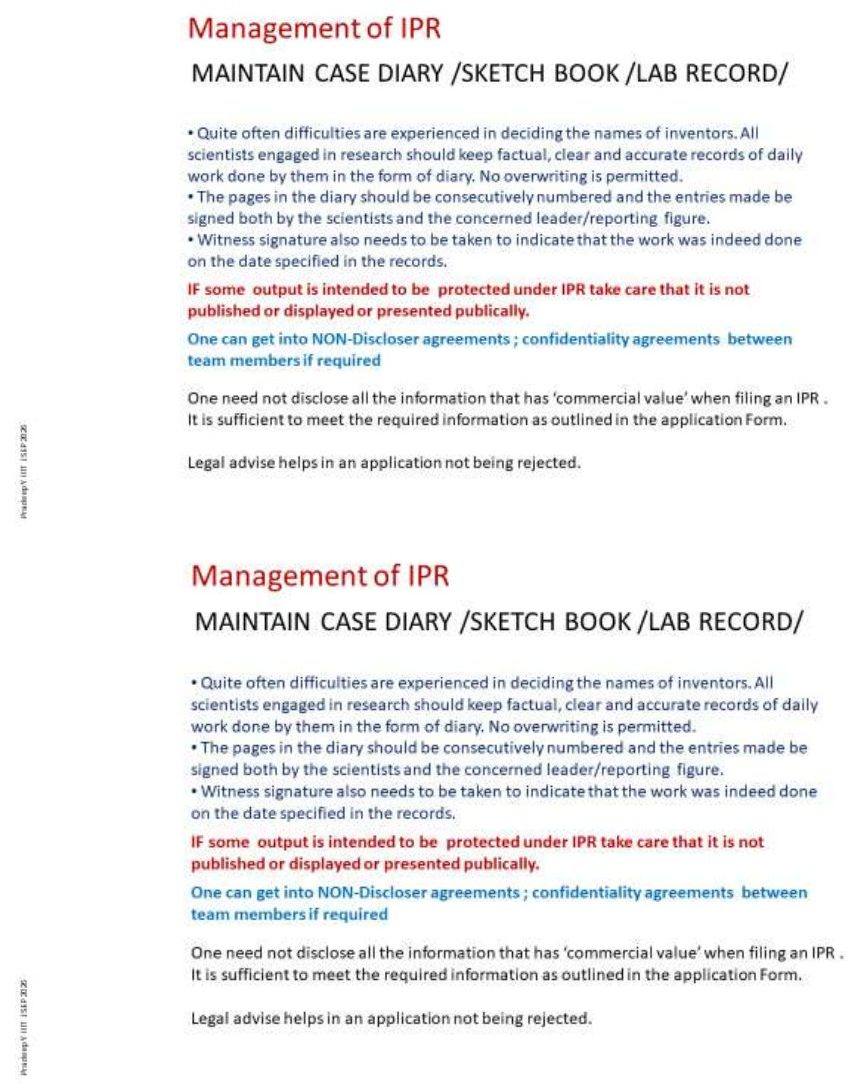 Management of IPR
MAINTAIN CASE DIARY /SKETCH BOOK /LAB RECORD/
• Quite often difficulties are experienced in deciding the names of inventors. All
scientists engaged in research should keep factual, clear and accurate records of daily
work done by them in the form of diary. No overwriting is permitted.
• The pages in the diary should be consecutively numbered and the entries made be
signed both by the scientists and the concerned leader/reporting figure.
• Witness signature also needs to be taken to indicate that the work was indeed done
on the date specified in the records.
IF some output is intended to be protected under IPR take care that it is not
published or displayed or presented publically.
One can get into NON-Discloser agreements ; confidentiality agreements between
team members if required
One need not disclose all the information that has ‘commercial value’ when filing an IPR .
It is sufficient to meet the required information as outlined in the application Form.
Legal advise helps in an application not being rejected.
Management of IPR
MAINTAIN CASE DIARY /SKETCH BOOK /LAB RECORD/
• Quite often difficulties are experienced in deciding the names of inventors. All
scientists engaged in research should keep factual, clear and accurate records of daily
work done by them in the form of diary. No overwriting is permitted.
• The pages in the diary should be consecutively numbered and the entries made be
signed both by the scientists and the concerned leader/reporting figure.
• Witness signature also needs to be taken to indicate that the work was indeed done
on the date specified in the records.
IF some output is intended to be protected under IPR take care that it is not
published or displayed or presented publically.
One can get into NON-Discloser agreements ; confidentiality agreements between
team members if required
One need not disclose all the information that has ‘commercial value’ when filing an IPR .
It is sufficient to meet the required information as outlined in the application Form.
Legal advise helps in an application not being rejected.